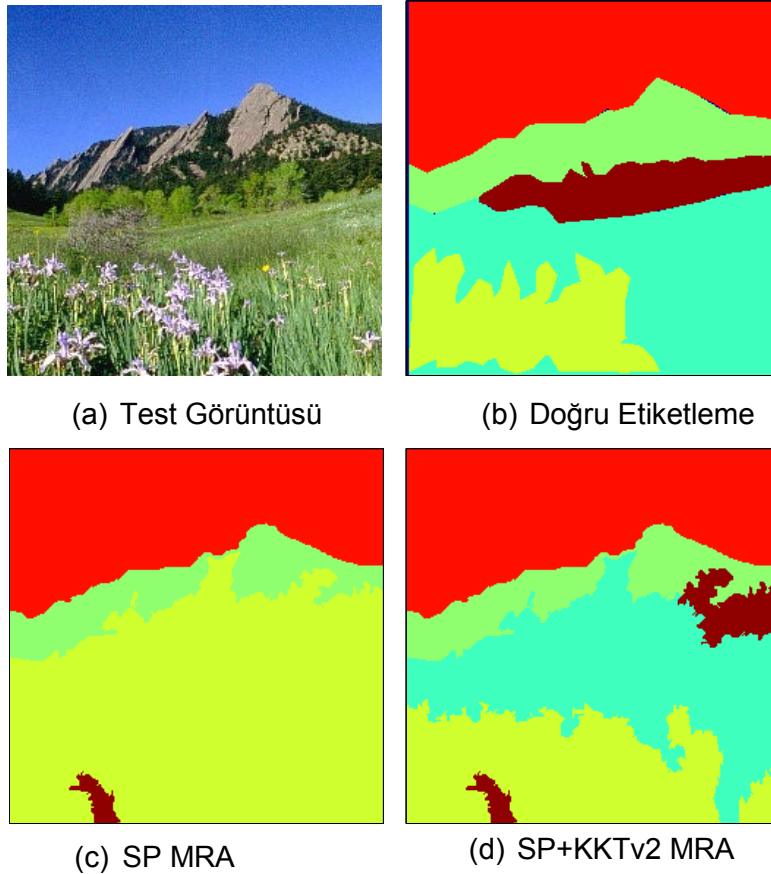 (a) Test Görüntüsü
(b) Doğru Etiketleme
(c) SP MRA
(d) SP+KKTv2 MRA